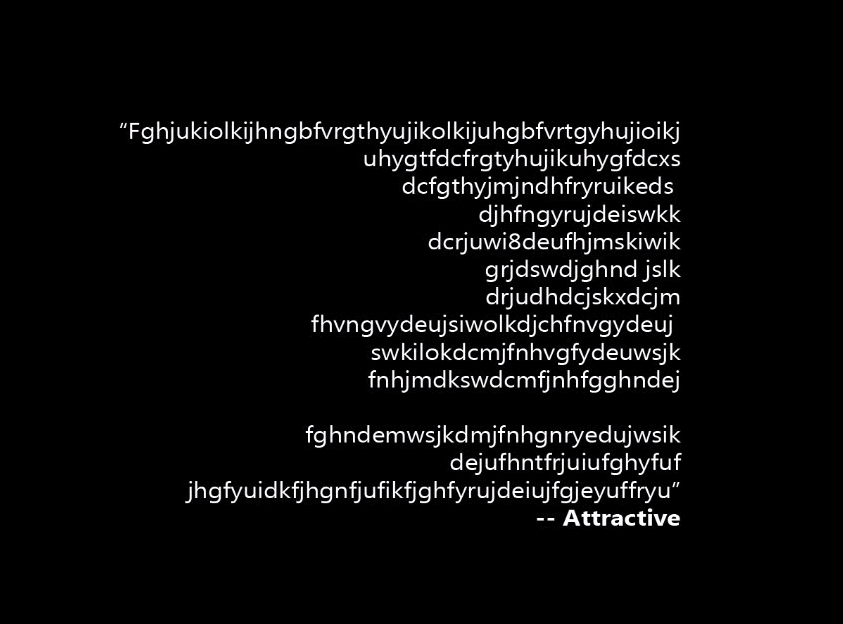 “Fghjukiolkijhngbfvrgthyujikolkijuhgbfvrtgyhujioikj
uhygtfdcfrgtyhujikuhygfdcxs
dcfgthyjmjndhfryruikeds
djhfngyrujdeiswkk
dcrjuwi8deufhjmskiwik
grjdswdjghnd jslk
drjudhdcjskxdcjm
fhvngvydeujsiwolkdjchfnvgydeuj
swkilokdcmjfnhvgfydeuwsjk
fnhjmdkswdcmfjnhfgghndej
fghndemwsjkdmjfnhgnryedujwsik
dejufhntfrjuiufghyfuf
jhgfyuidkfjhgnfjufikfjghfyrujdeiujfgjeyuffryu”
-- Attractive